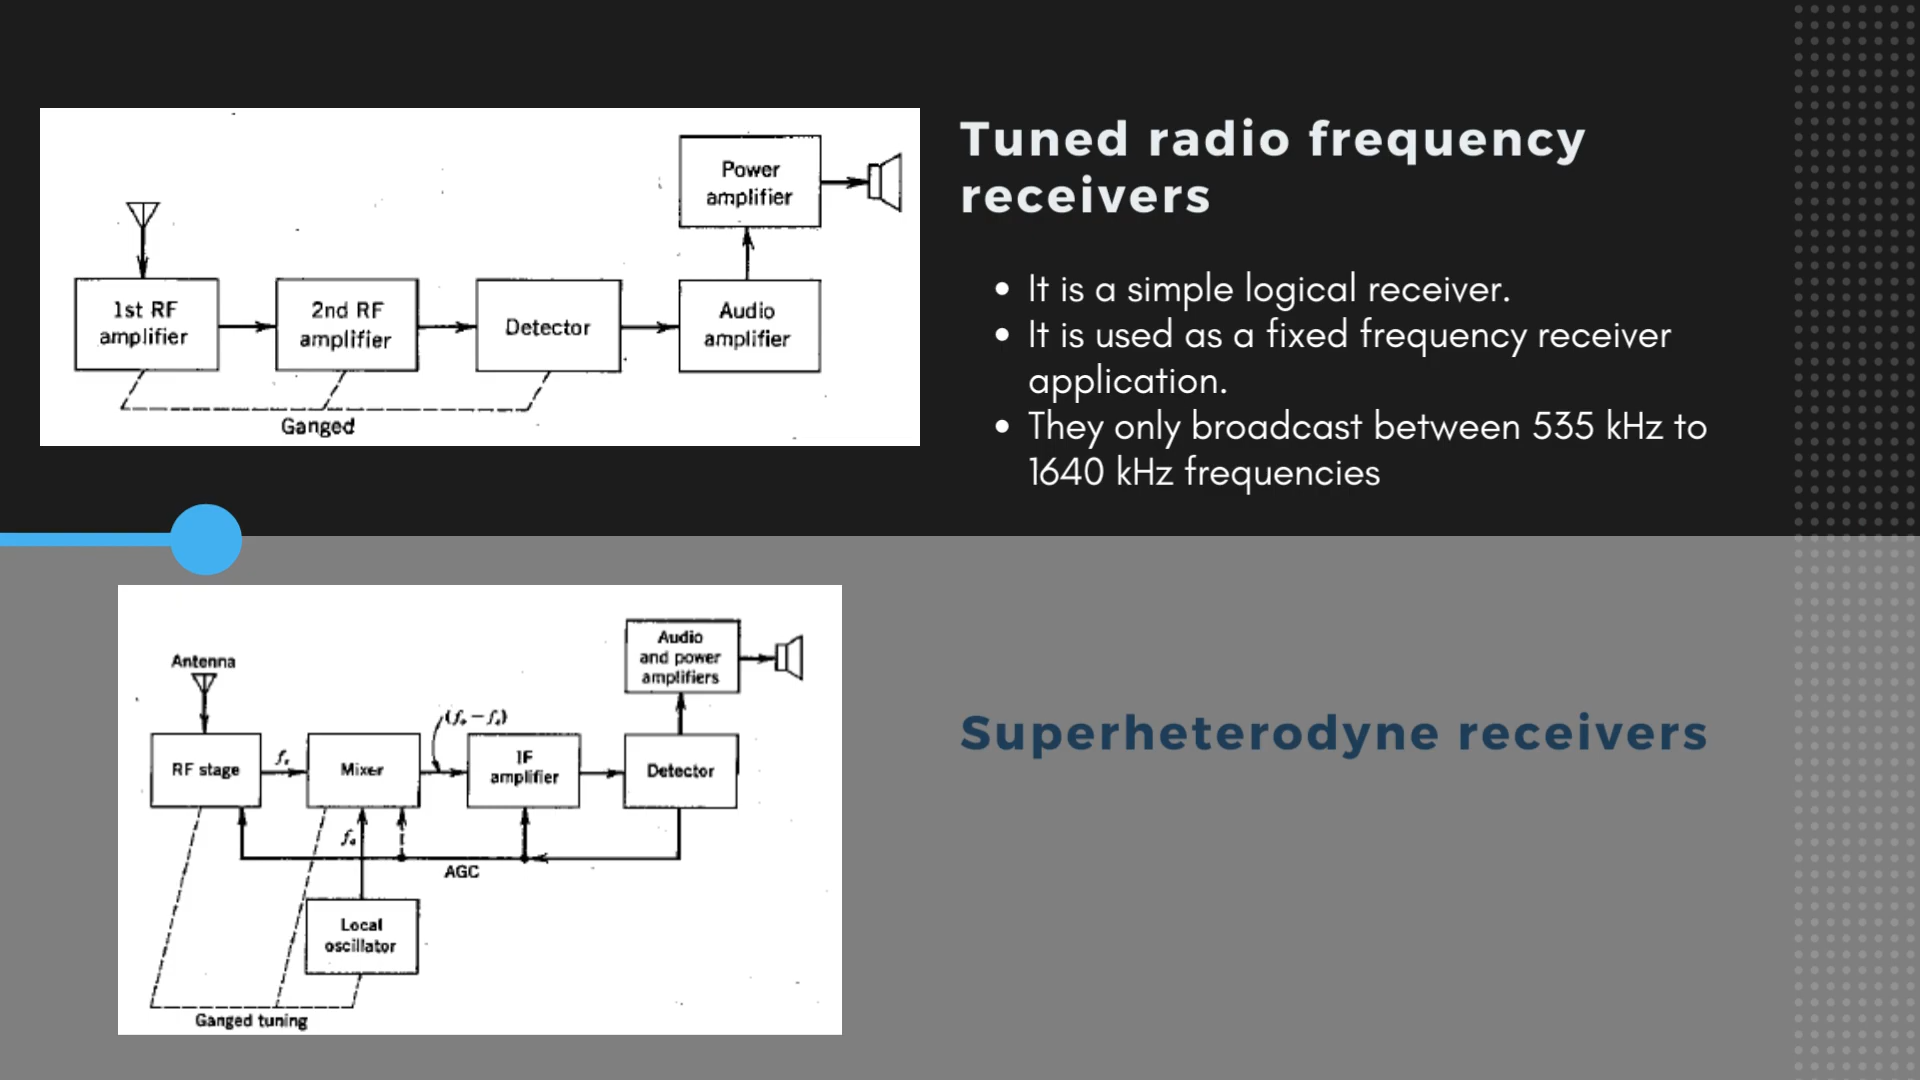 Tuned radio frequency
receivers
• It is a simple logical receiver.
• It is used as a fixed frequency receiver
application.
• They only broadcast between 535 kHz to
1640 kHz frequencies
Power
amplifier
1st RF
amplifier
2nd RF
amplifier
Detector
Audio
amplifier
Ganged
Superheterodyne receivers
Audio
and power
amplifiers
Antenna
RF stage
Mixer
IF
amplifier
Detector
AGC
Local
oscillator
Ganged tuning